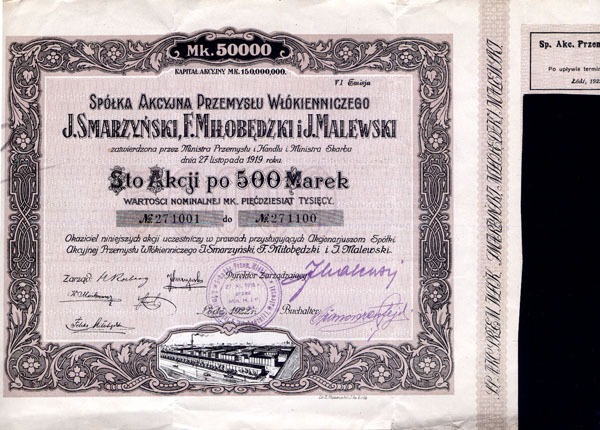 Mk. 50000
KAPITAŁ AKCYJNY MK. 150,000,000.
VI Emisja
SPÓŁKA AKCYJNA PRZEMYSŁU WŁÓKIENNICZEGO
J. SMARZYŃSKI, F. MIŁOBĘDZKI i J. MALEWSKI
zatwierdzona przez Ministra Przemysłu i Handlu i Ministra Skarbu
dnia 27 listopada 1919 roku.
Sto Akcji po 500 Marek
WARTOŚCI NOMINALNEJ MK. PIĘĆDZIESIAT TYSIĘCY.
№ 271001 do № 271100
Okaziciel niniejszych akcji uczestniczy w prawach przysługujących Akcjonarjuszom Spółki
Akcyjnej Przemysłu Włókienniczego J. Smarzyński, F. Miłobędzki i J. Malewski.
Zarząd: Dyrektor Zarządzający:
Łódź, 1922 r. Buchalter:
Sp. Akc. Przem
Po upływie termin
Łódź, 192